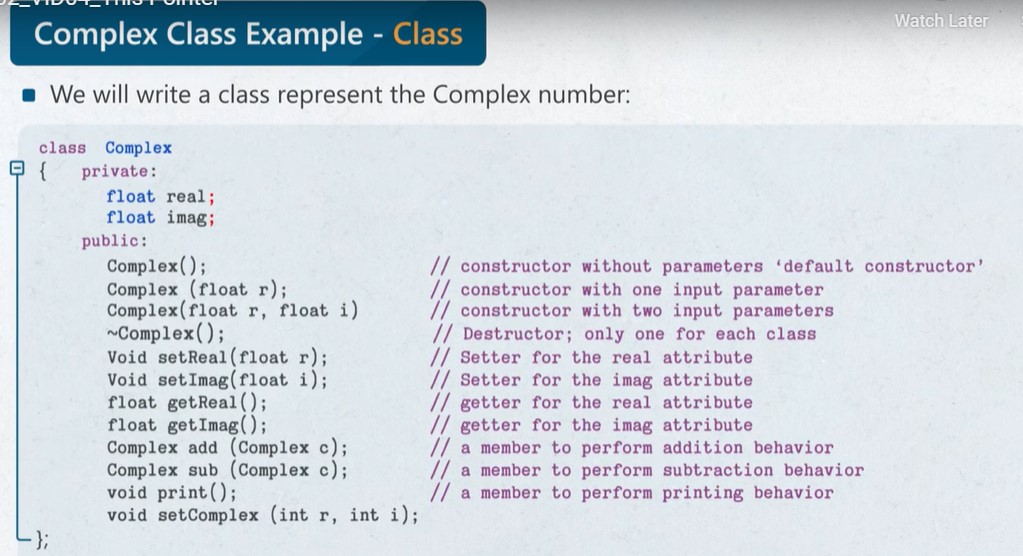 02_VID04_This Pointer
Watch Later
Complex Class Example - Class
We will write a class represent the Complex number:
class Complex
{ private:
float real;
float imag;
public:
Complex(); // constructor without parameters ‘default constructor’
Complex (float r); // constructor with one input parameter
Complex(float r, float i) // constructor with two input parameters
~Complex(); // Destructor; only one for each class
Void setReal(float r); // Setter for the real attribute
Void setImag(float i); // Setter for the imag attribute
float getReal(); // getter for the real attribute
float getImag(); // getter for the imag attribute
Complex add (Complex c); // a member to perform addition behavior
Complex sub (Complex c); // a member to perform subtraction behavior
void print(); // a member to perform printing behavior
void setComplex (int r, int i);
};